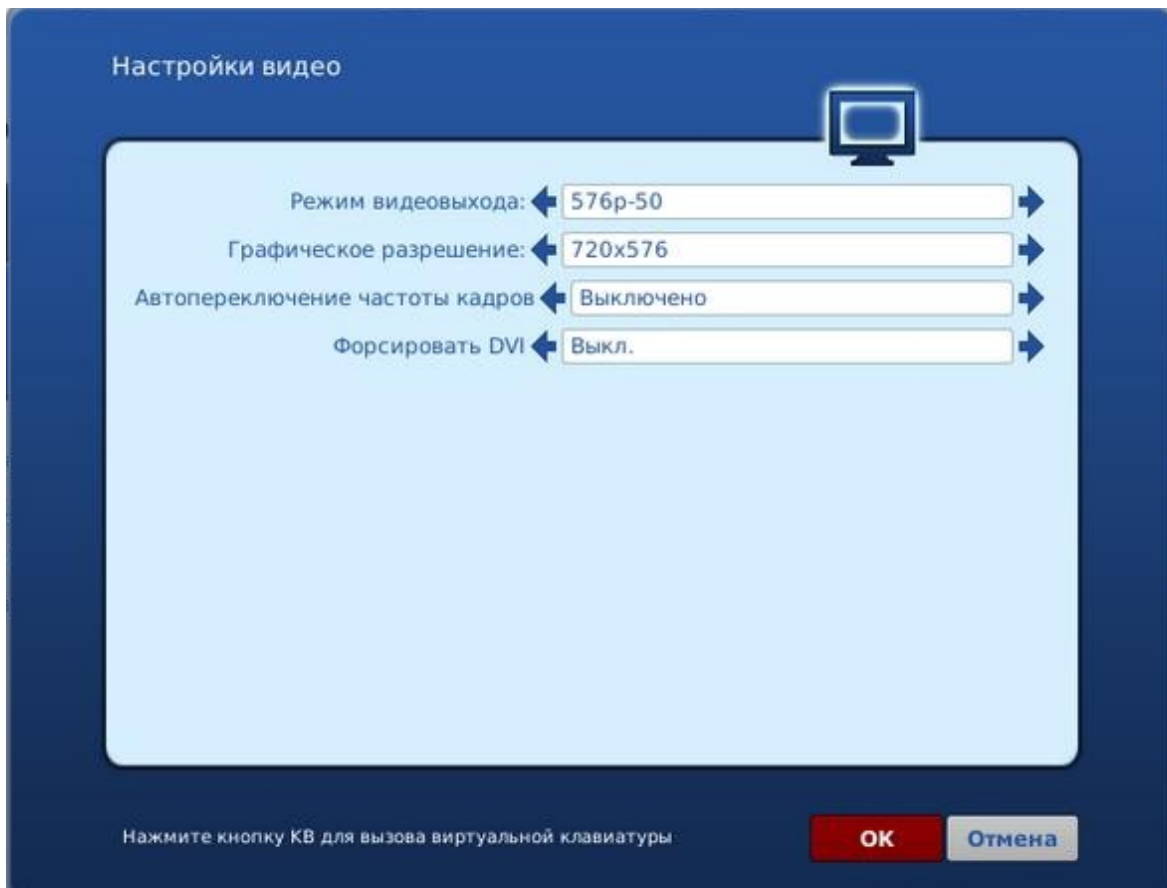 Настройки видео
Режим видеовыхода: 576p-50
Графическое разрешение: 720x576
Автопереключение частоты кадров Выключено
Форсировать DVI Выкл.
Нажмите кнопку КВ для вызова виртуальной клавиатуры OK Отмена